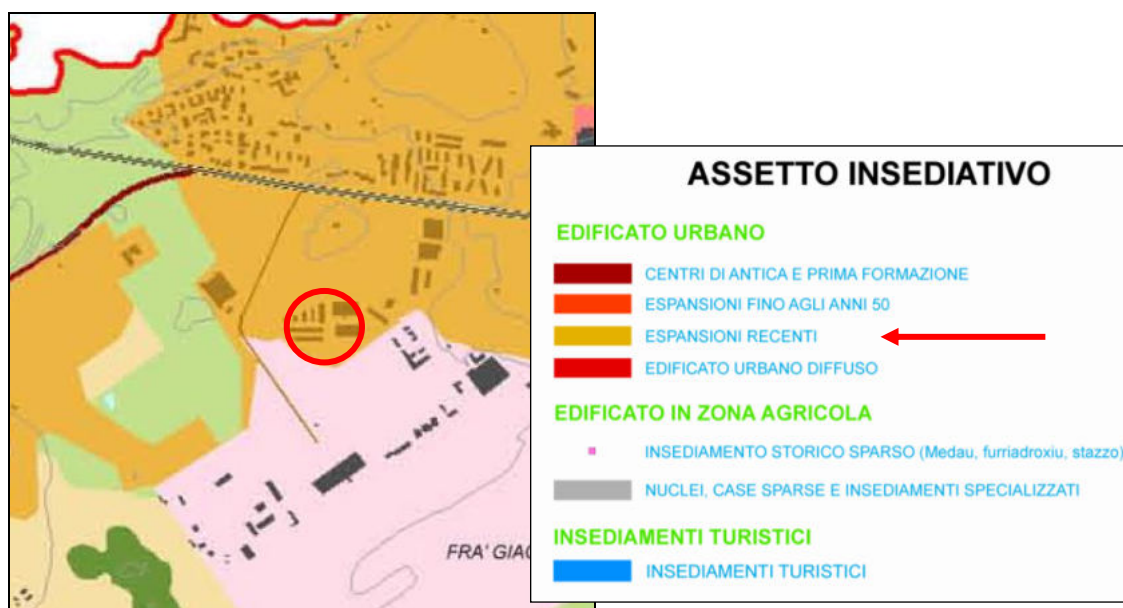 ASSETTO INSEDIATIVO
EDIFICATO URBANO
CENTRI DI ANTICA E PRIMA FORMAZIONE
ESPANSIONI FINO AGLI ANNI 50
ESPANSIONI RECENTI
EDIFICATO URBANO DIFFUSO
EDIFICATO IN ZONA AGRICOLA
INSEDIAMENTO STORICO SPARSO (Medau, furriadroxiu, stazzo)
NUCLEI, CASE SPARSE E INSEDIAMENTI SPECIALIZZATI
INSEDIAMENTI TURISTICI
INSEDIAMENTI TURISTICI
FRA'